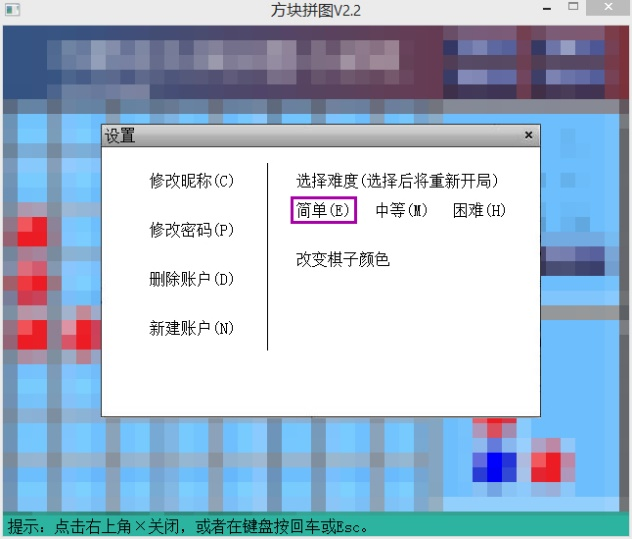 方块拼图V2.2
设置
修改昵称(C)
选择难度(选择后将重新开局)
简单(E) 中等(M) 困难(H)
修改密码(P)
改变棋子颜色
删除账户(D)
新建账户(N)
提示：点击右上角×关闭，或者在键盘按回车或Esc。